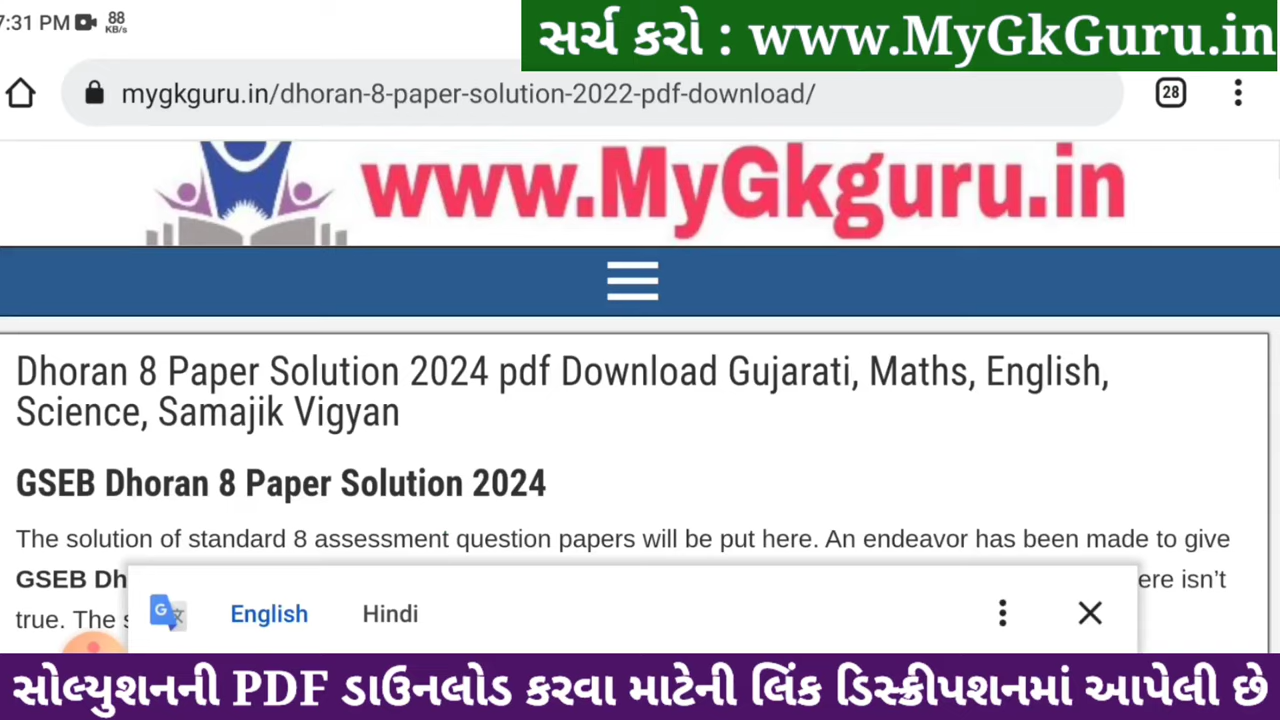 7:31 PM 88 KB/s
સર્ચ કરો : www.MyGkGuru.in
mygkguru.in/dhoran-8-paper-solution-2022-pdf-download/
28
www.MyGkguru.in
Dhoran 8 Paper Solution 2024 pdf Download Gujarati, Maths, English,
Science, Samajik Vigyan
GSEB Dhoran 8 Paper Solution 2024
The solution of standard 8 assessment question papers will be put here. An endeavor has been made to give
GSEB Dh ere isn't
true. The s
English Hindi
સોલ્યુશનની PDF ડાઉનલોડ કરવા માટેની લિંક ડિસ્ક્રીપશનમાં આપેલી છે